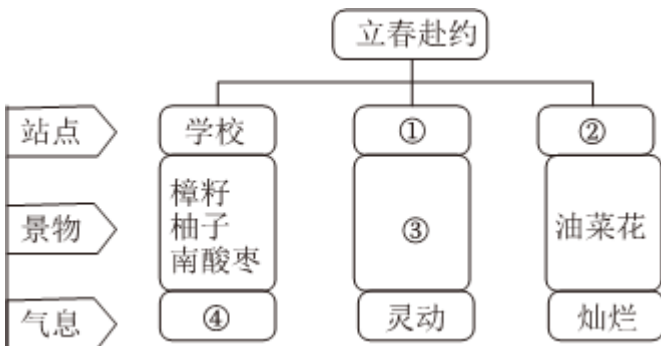 立春赴约
站点
学校
①
②
景物
樟籽
柚子
南酸枣
③
油菜花
气息
④
灵动
灿烂